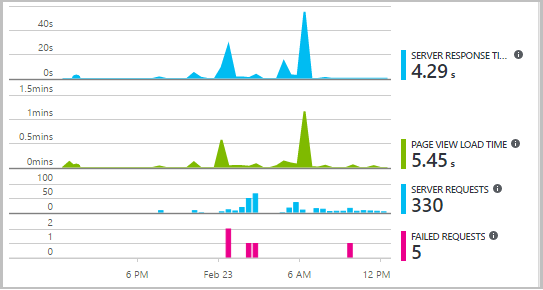 40s
20s
0s
SERVER RESPONSE TI...
4.29 s
1.5mins
1mins
0.5mins
0mins
PAGE VIEW LOAD TIME
5.45 s
100
50
0
SERVER REQUESTS
330
2
1
0
FAILED REQUESTS
5
6 PM
Feb 23
6 AM
12 PM